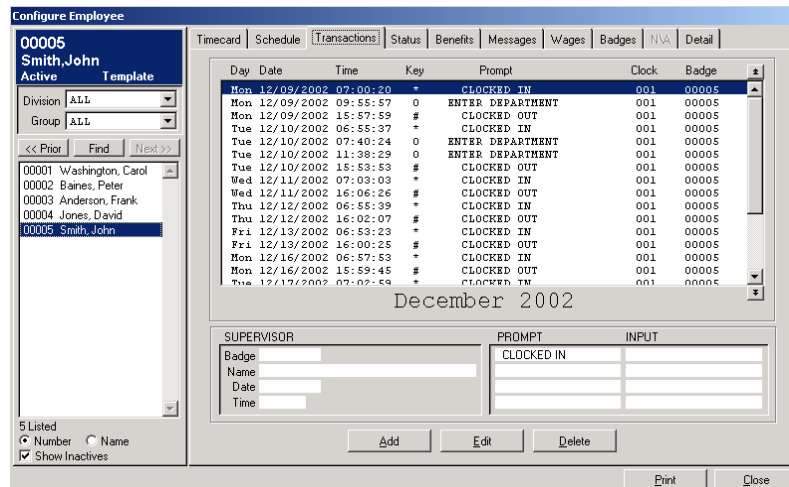 Configure Employee
00005
Smith,John
Active Template
Division ALL
Group ALL
<< Prior Find Next >>
00001 Washington, Carol
00002 Baines, Peter
00003 Anderson, Frank
00004 Jones, David
00005 Smith, John
5 Listed
Number Name
Show Inactives
Timecard Schedule Transactions Status Benefits Messages Wages Badges N\A Detail
Day Date Time Key Prompt Clock Badge
Mon 12/09/2002 07:00:20 * CLOCKED IN 001 00005
Mon 12/09/2002 09:55:57 0 ENTER DEPARTMENT 001 00005
Mon 12/09/2002 15:57:59 # CLOCKED OUT 001 00005
Tue 12/10/2002 06:55:37 * CLOCKED IN 001 00005
Tue 12/10/2002 07:40:24 0 ENTER DEPARTMENT 001 00005
Tue 12/10/2002 11:38:29 0 ENTER DEPARTMENT 001 00005
Tue 12/10/2002 15:53:53 # CLOCKED OUT 001 00005
Wed 12/11/2002 07:03:03 * CLOCKED IN 001 00005
Wed 12/11/2002 16:06:26 # CLOCKED OUT 001 00005
Thu 12/12/2002 06:55:39 * CLOCKED IN 001 00005
Thu 12/12/2002 16:02:07 # CLOCKED OUT 001 00005
Fri 12/13/2002 06:53:23 * CLOCKED IN 001 00005
Fri 12/13/2002 16:00:25 # CLOCKED OUT 001 00005
Mon 12/16/2002 06:57:53 * CLOCKED IN 001 00005
Mon 12/16/2002 15:59:45 # CLOCKED OUT 001 00005
Tue 12/17/2002 07:02:59 * CLOCKED IN 001 00005
December 2002
SUPERVISOR
Badge
Name
Date
Time
PROMPT INPUT
CLOCKED IN
Add Edit Delete
Print Close